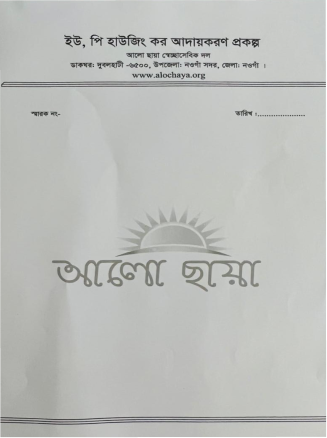 ইউ, পি হাউজিং কর আদায়করণ প্রকল্প
আলো ছায়া স্বেচ্ছাসেবিক দল
ডাকঘর: দুবলহাটী -৬৫০০, উপজেলা: নওগাঁ সদর, জেলা: নওগাঁ ।
www.alochaya.org
স্মারক নং-
তারিখ :.....................
আলো ছায়া